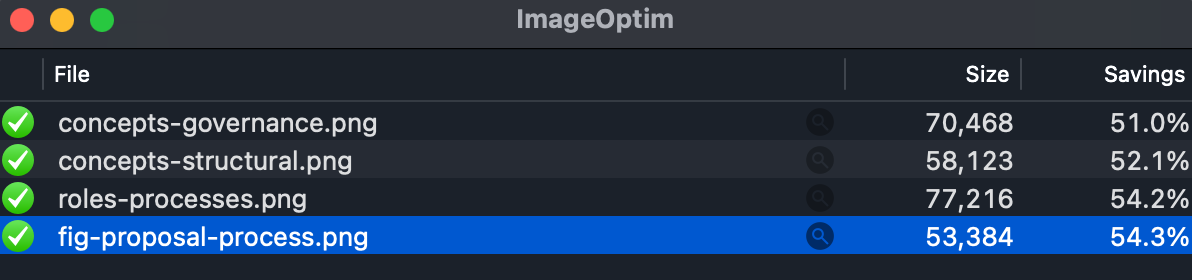 ImageOptim
File Size Savings
concepts-governance.png 70,468 51.0%
concepts-structural.png 58,123 52.1%
roles-processes.png 77,216 54.2%
fig-proposal-process.png 53,384 54.3%